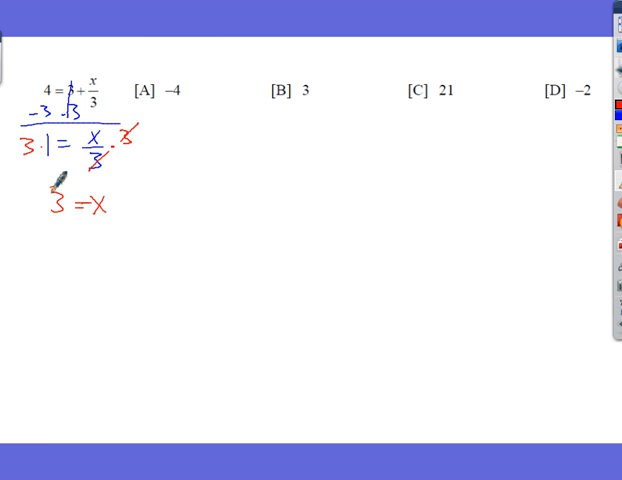 4 = 3 + x/3 [A] −4 [B] 3 [C] 21 [D] −2
−3 −3
3 · 1 = x/3 · 3
3 = x